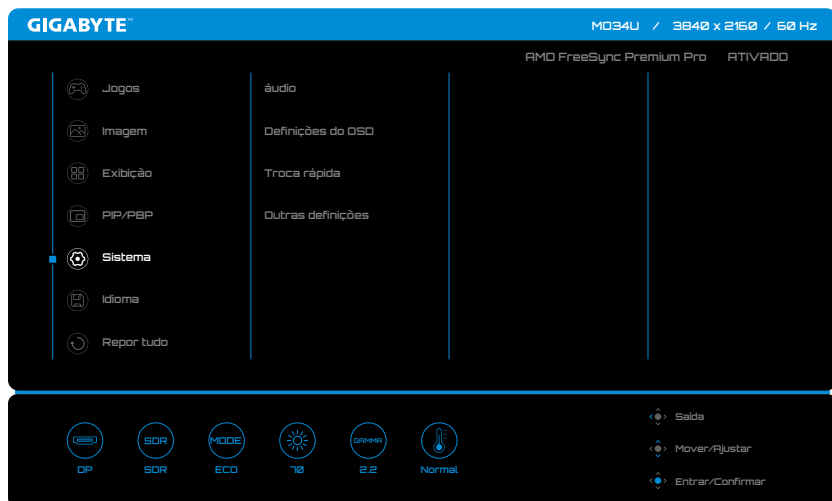 GIGABYTE™
MO34U / 3840 x 2160 / 60 Hz
AMD FreeSync Premium Pro ATIVADO
Jogos
áudio
Imagem
Definições do OSD
Exibição
Troca rápida
PIP/PBP
Outras definições
Sistema
Idioma
Repor tudo
SDR
MODE
GAMMA
DP
SDR
ECO
70
2.2
Normal
Saída
Mover/Ajustar
Entrar/Confirmar